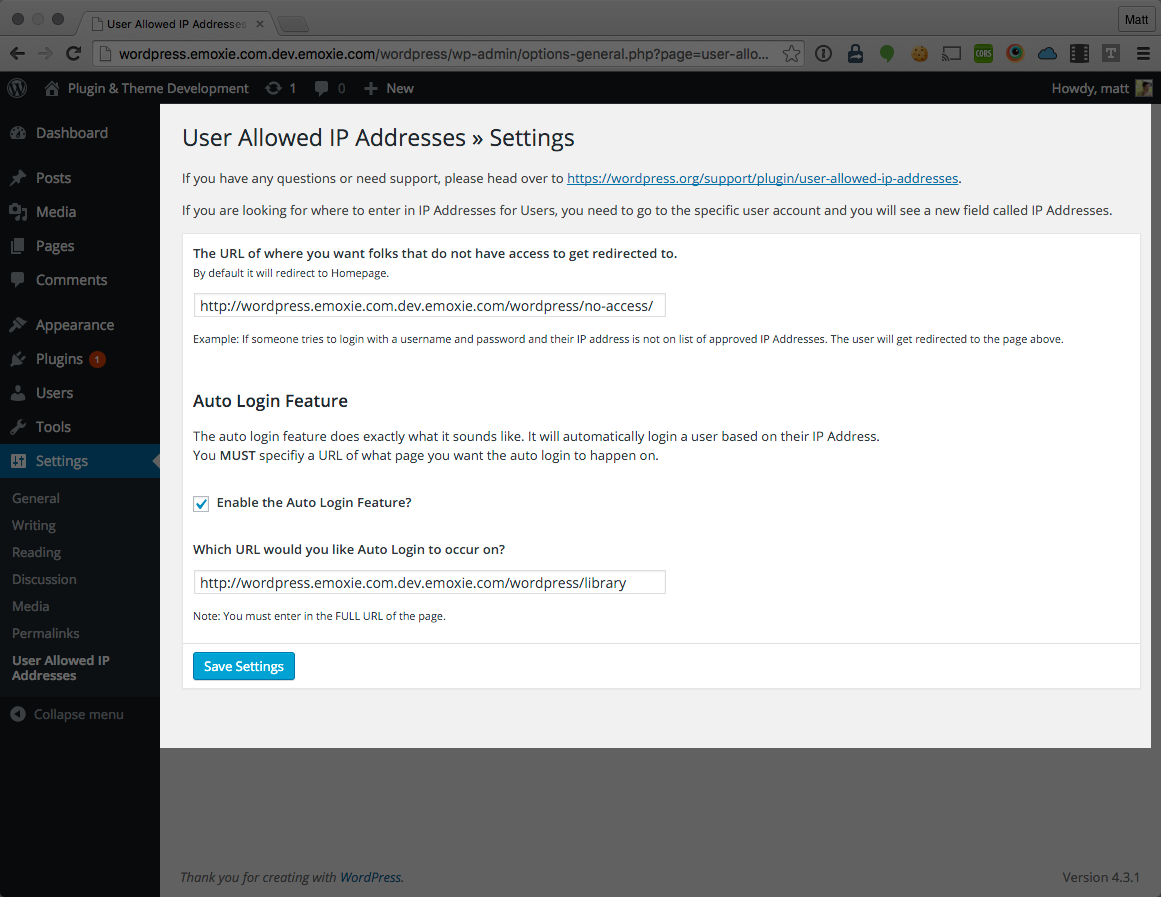 User Allowed IP Addresses
Matt
wordpress.emoxie.com.dev.emoxie.com/wordpress/wp-admin/options-general.php?page=user-allo...
CORS
T
Plugin & Theme Development
1
0
New
Howdy, matt
Dashboard
Posts
Media
Pages
Comments
Appearance
Plugins 1
Users
Tools
Settings
General
Writing
Reading
Discussion
Media
Permalinks
User Allowed IP
Addresses
Collapse menu
User Allowed IP Addresses » Settings
If you have any questions or need support, please head over to https://wordpress.org/support/plugin/user-allowed-ip-addresses.
If you are looking for where to enter in IP Addresses for Users, you need to go to the specific user account and you will see a new field called IP Addresses.
The URL of where you want folks that do not have access to get redirected to.
By default it will redirect to Homepage.
http://wordpress.emoxie.com.dev.emoxie.com/wordpress/no-access/
Example: If someone tries to login with a username and password and their IP address is not on list of approved IP Addresses. The user will get redirected to the page above.
Auto Login Feature
The auto login feature does exactly what it sounds like. It will automatically login a user based on their IP Address.
You MUST specifiy a URL of what page you want the auto login to happen on.
Enable the Auto Login Feature?
Which URL would you like Auto Login to occur on?
http://wordpress.emoxie.com.dev.emoxie.com/wordpress/library
Note: You must enter in the FULL URL of the page.
Save Settings
Thank you for creating with WordPress.
Version 4.3.1